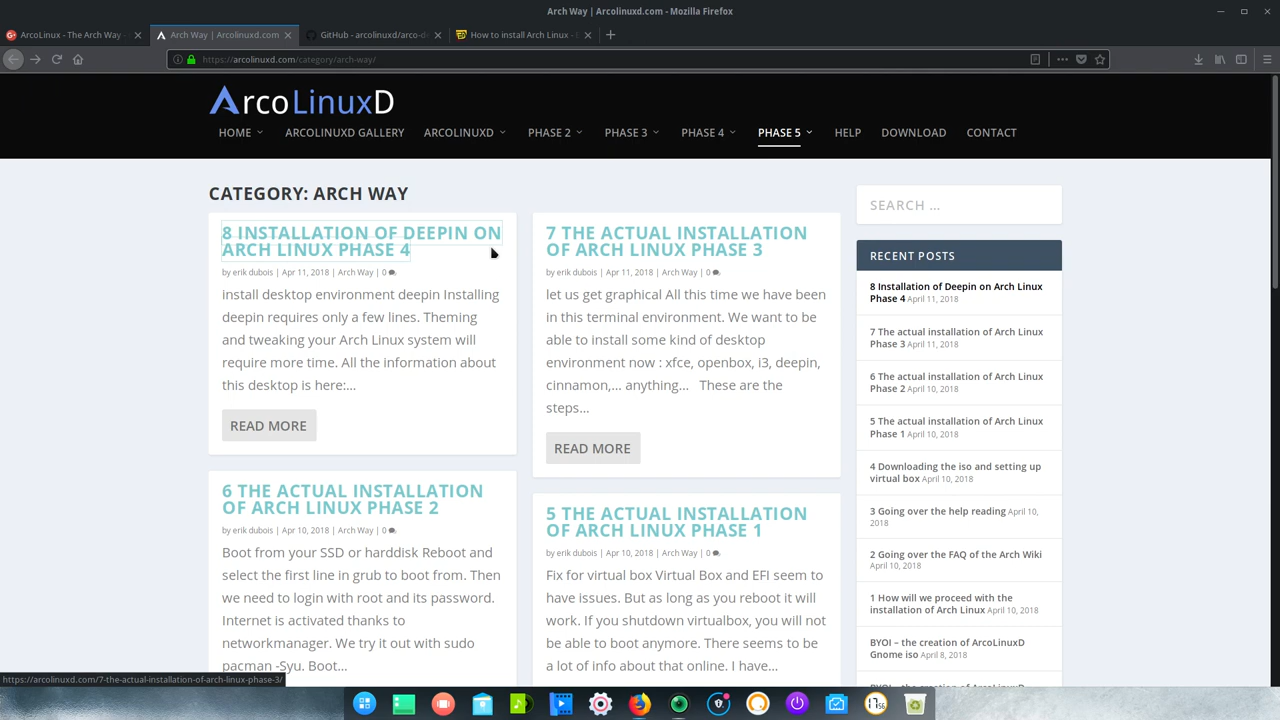 Arch Way | Arcolinuxd.com - Mozilla Firefox
ArcoLinux - The Arch Way -
Arch Way | Arcolinuxd.com
GitHub - arcolinuxd/arco-d
How to install Arch Linux -
https://arcolinuxd.com/category/arch-way/
ArcoLinuxD
HOME
ARCOLINUXD GALLERY
ARCOLINUXD
PHASE 2
PHASE 3
PHASE 4
PHASE 5
HELP
DOWNLOAD
CONTACT
CATEGORY: ARCH WAY
8 INSTALLATION OF DEEPIN ON
ARCH LINUX PHASE 4
by erik dubois | Apr 11, 2018 | Arch Way | 0
install desktop environment deepin Installing
deepin requires only a few lines. Theming
and tweaking your Arch Linux system will
require more time. All the information about
this desktop is here:...
READ MORE
7 THE ACTUAL INSTALLATION
OF ARCH LINUX PHASE 3
by erik dubois | Apr 11, 2018 | Arch Way | 0
let us get graphical All this time we have been
in this terminal environment. We want to be
able to install some kind of desktop
environment now : xfce, openbox, i3, deepin,
cinnamon,... anything... These are the
steps...
READ MORE
6 THE ACTUAL INSTALLATION
OF ARCH LINUX PHASE 2
by erik dubois | Apr 10, 2018 | Arch Way | 0
Boot from your SSD or harddisk Reboot and
select the first line in grub to boot from. Then
we need to login with root and its password.
Internet is activated thanks to
networkmanager. We try it out with sudo
pacman -Syu. Boot...
5 THE ACTUAL INSTALLATION
OF ARCH LINUX PHASE 1
by erik dubois | Apr 10, 2018 | Arch Way | 0
Fix for virtual box Virtual Box and EFI seem to
have issues. But as long as you reboot it will
work. If you shutdown virtualbox, you will not
be able to boot anymore. There seems to be
a lot of info about that online. I have...
SEARCH ...
RECENT POSTS
8 Installation of Deepin on Arch Linux
Phase 4 April 11, 2018
7 The actual installation of Arch Linux
Phase 3 April 11, 2018
6 The actual installation of Arch Linux
Phase 2 April 10, 2018
5 The actual installation of Arch Linux
Phase 1 April 10, 2018
4 Downloading the iso and setting up
virtual box April 10, 2018
3 Going over the help reading April 10,
2018
2 Going over the FAQ of the Arch Wiki
April 10, 2018
1 How will we proceed with the
installation of Arch Linux April 10, 2018
BYOI – the creation of ArcoLinuxD
Gnome iso April 8, 2018
https://arcolinuxd.com/7-the-actual-installation-of-arch-linux-phase-3/